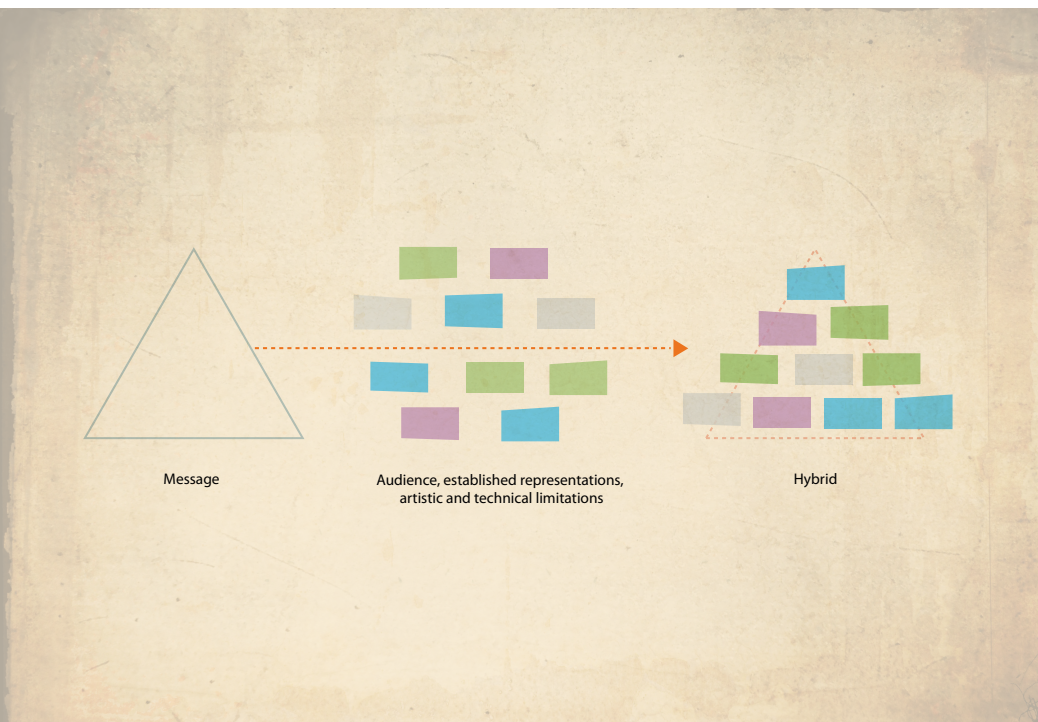 Message
Audience, established representations,
artistic and technical limitations
Hybrid